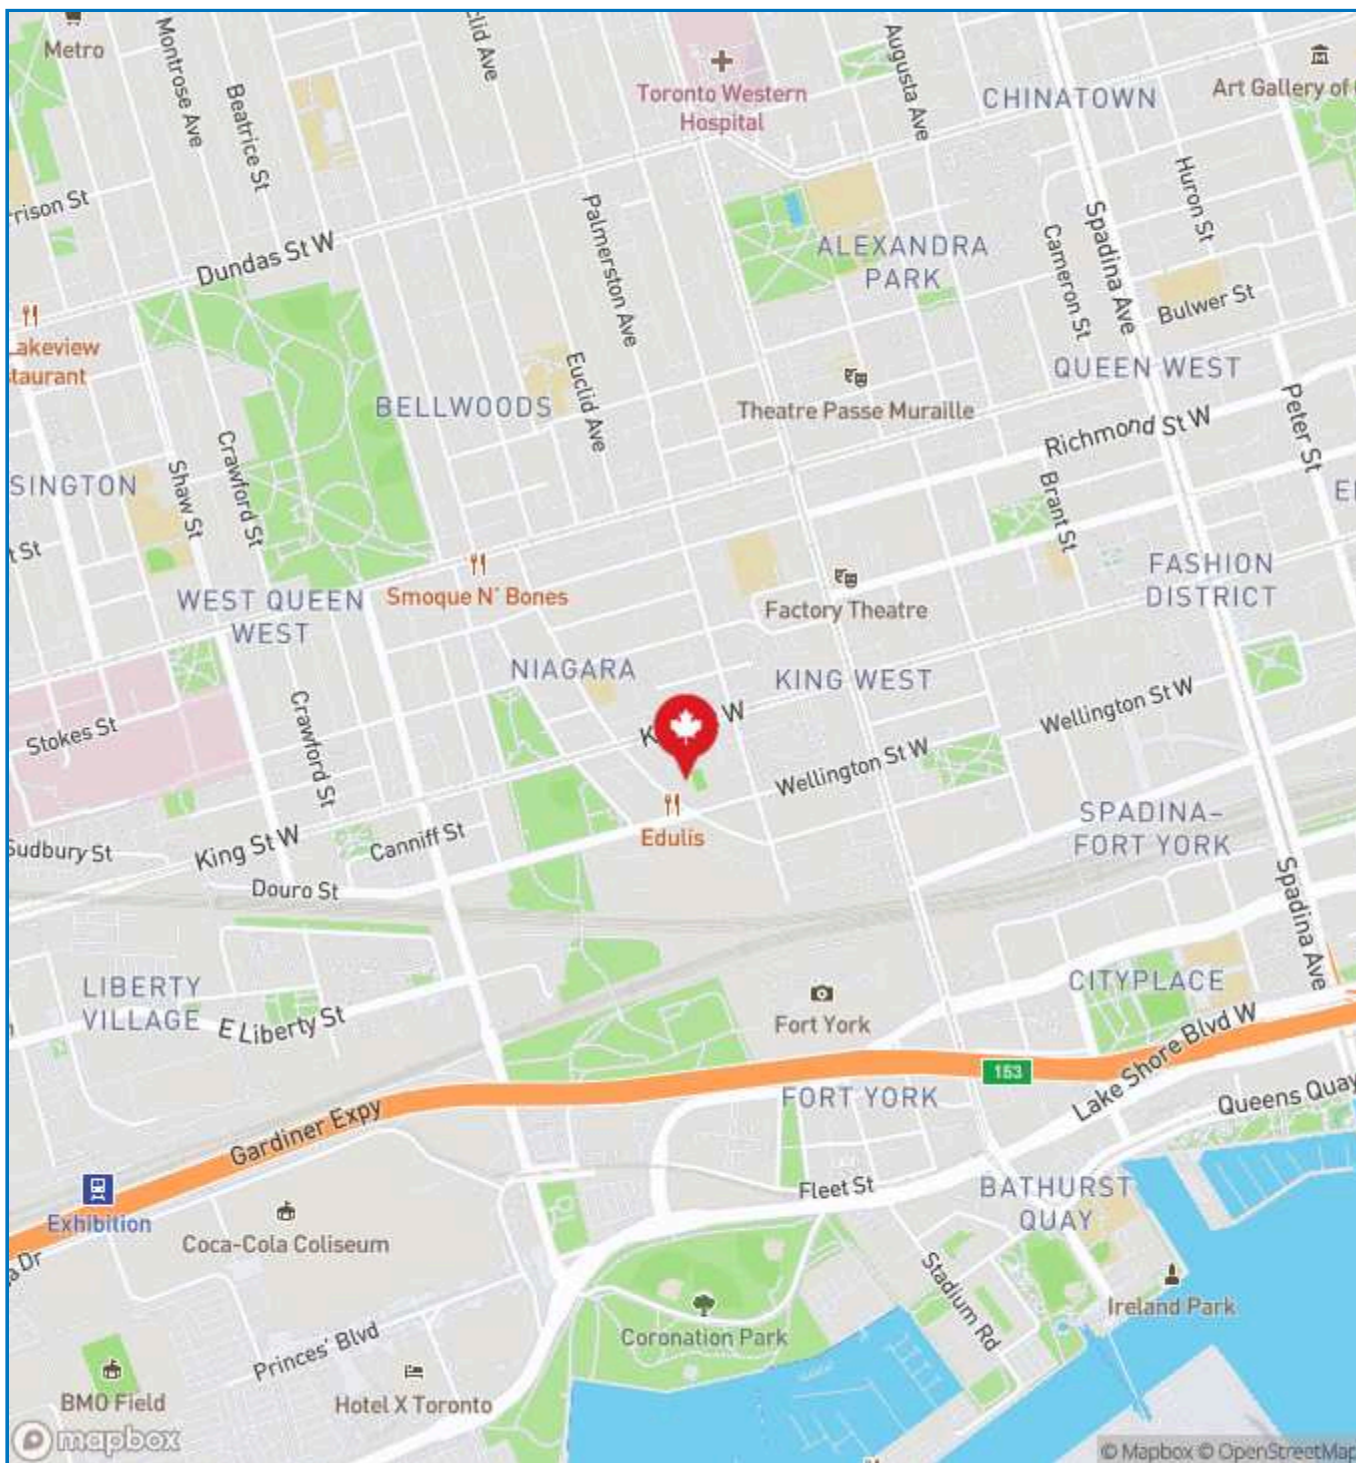 Metro
Montrose Ave
Beatrice St
clid Ave
Toronto Western
Hospital
Augusta Ave
CHINATOWN
Art Gallery of
rrison St
Dundas St W
Palmerston Ave
ALEXANDRA
PARK
Cameron St
Spadina Ave
Huron St
Bulwer St
Lakeview
staurant
BELLWOODS
Euclid Ave
Theatre Passe Muraille
QUEEN WEST
Richmond St W
Peter St
SINGTON
Shaw St
Crawford St
Brant St
t St
WEST QUEEN
WEST
Smoque N' Bones
Factory Theatre
FASHION
DISTRICT
NIAGARA
KING WEST
K W
Wellington St W
Wellington St W
Stokes St
Crawford St
Edulis
SPADINA–
FORT YORK
Sudbury St
King St W
Canniff St
Douro St
Spadina Ave
LIBERTY
VILLAGE
E Liberty St
Fort York
CITYPLACE
153
Lake Shore Blvd W
FORT YORK
Queens Quay
Gardiner Expy
Exhibition
Coca-Cola Coliseum
Fleet St
BATHURST
QUAY
a Dr
Stadium Rd
Ireland Park
Princes' Blvd
Coronation Park
BMO Field
Hotel X Toronto
mapbox
© Mapbox © OpenStreetMap